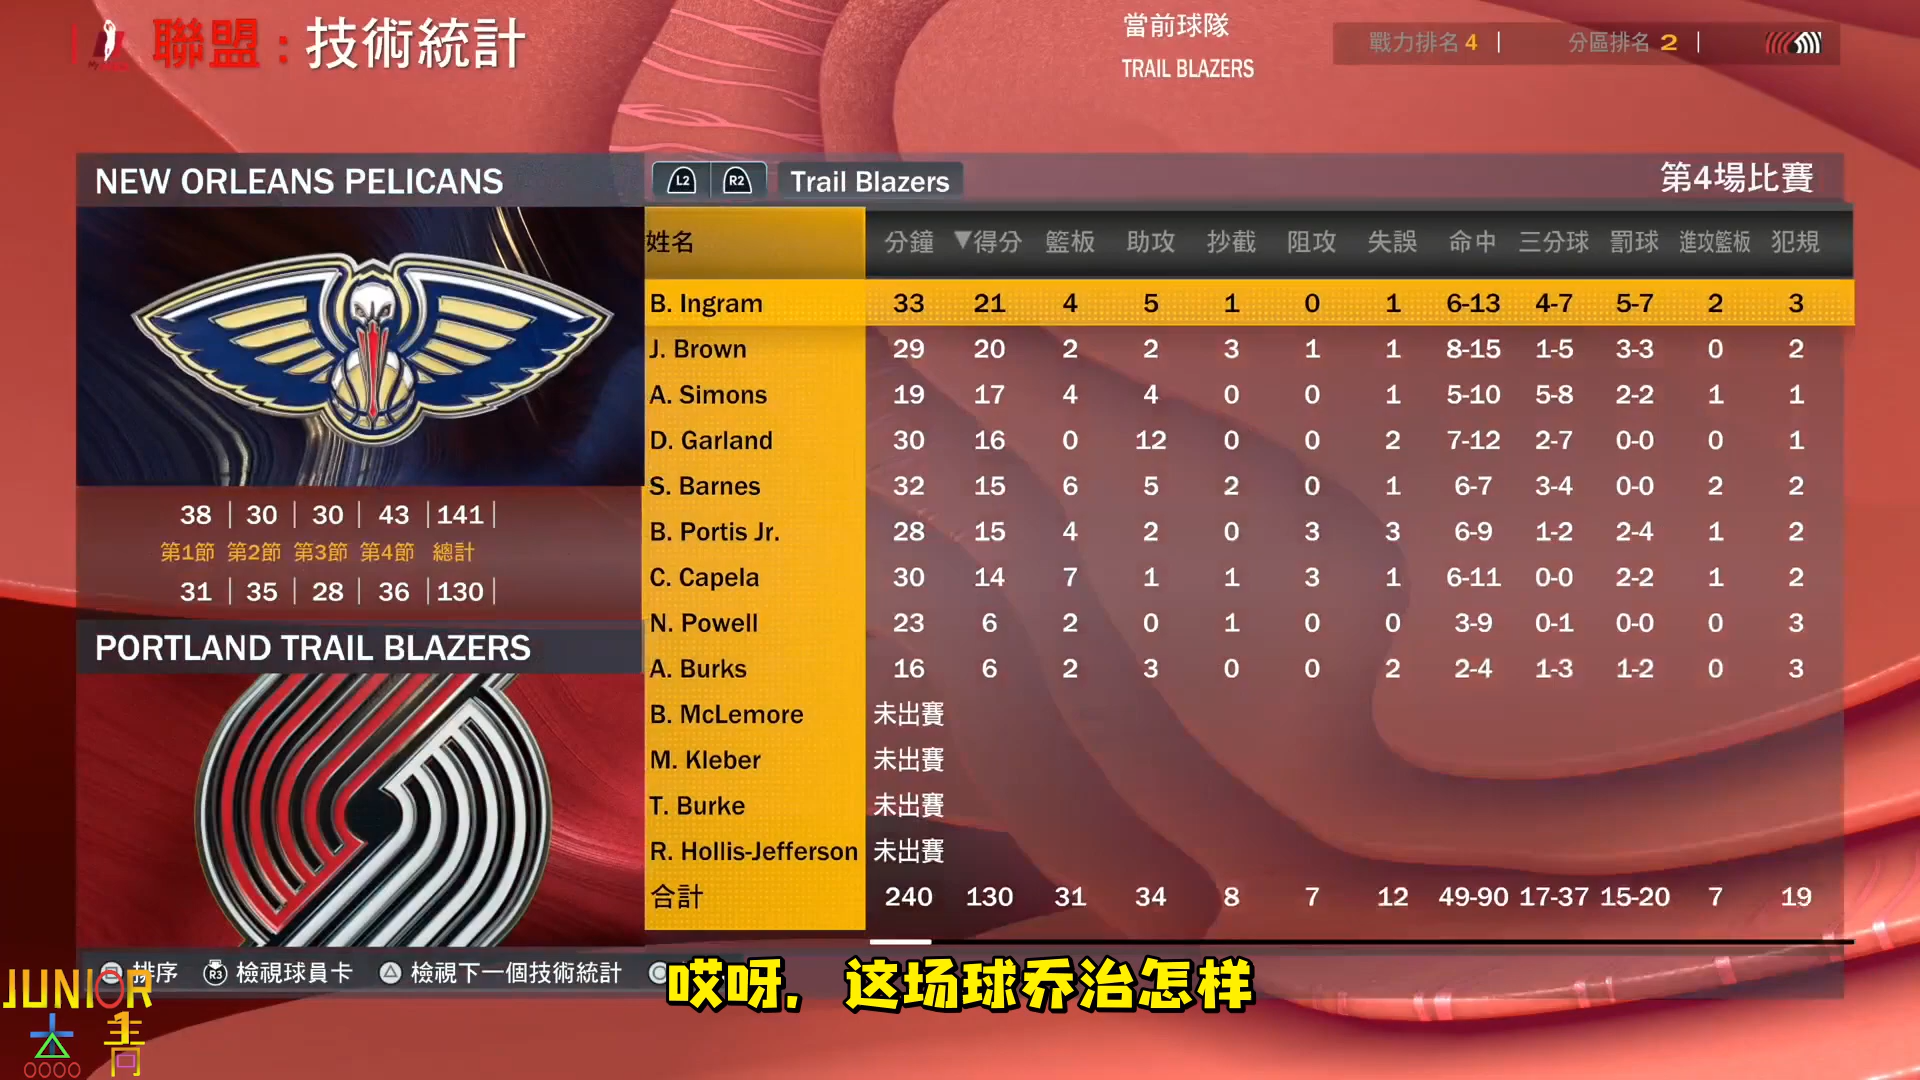 聯盟 : 技術統計
當前球隊
TRAIL BLAZERS
戰力排名 4 | 分區排名 2 |
NEW ORLEANS PELICANS
L2 R2 Trail Blazers
第4場比賽
姓名 分鐘 ▼得分 籃板 助攻 抄截 阻攻 失誤 命中 三分球 罰球 進攻籃板 犯規
B. Ingram 33 21 4 5 1 0 1 6-13 4-7 5-7 2 3
J. Brown 29 20 2 2 3 1 1 8-15 1-5 3-3 0 2
A. Simons 19 17 4 4 0 0 1 5-10 5-8 2-2 1 1
D. Garland 30 16 0 12 0 0 2 7-12 2-7 0-0 0 1
S. Barnes 32 15 6 5 2 0 1 6-7 3-4 0-0 2 2
B. Portis Jr. 28 15 4 2 0 3 3 6-9 1-2 2-4 1 2
C. Capela 30 14 7 1 1 3 1 6-11 0-0 2-2 1 2
N. Powell 23 6 2 0 1 0 0 3-9 0-1 0-0 0 3
A. Burks 16 6 2 3 0 0 2 2-4 1-3 1-2 0 3
B. McLemore 未出賽
M. Kleber 未出賽
T. Burke 未出賽
R. Hollis-Jefferson 未出賽
合計 240 130 31 34 8 7 12 49-90 17-37 15-20 7 19
38 | 30 | 30 | 43 | 141 |
第1節 第2節 第3節 第4節 總計
31 | 35 | 28 | 36 | 130 |
PORTLAND TRAIL BLAZERS
排序 R3 檢視球員卡 檢視下一個技術統計
哎呀，这场球乔治怎样
JUNIOR